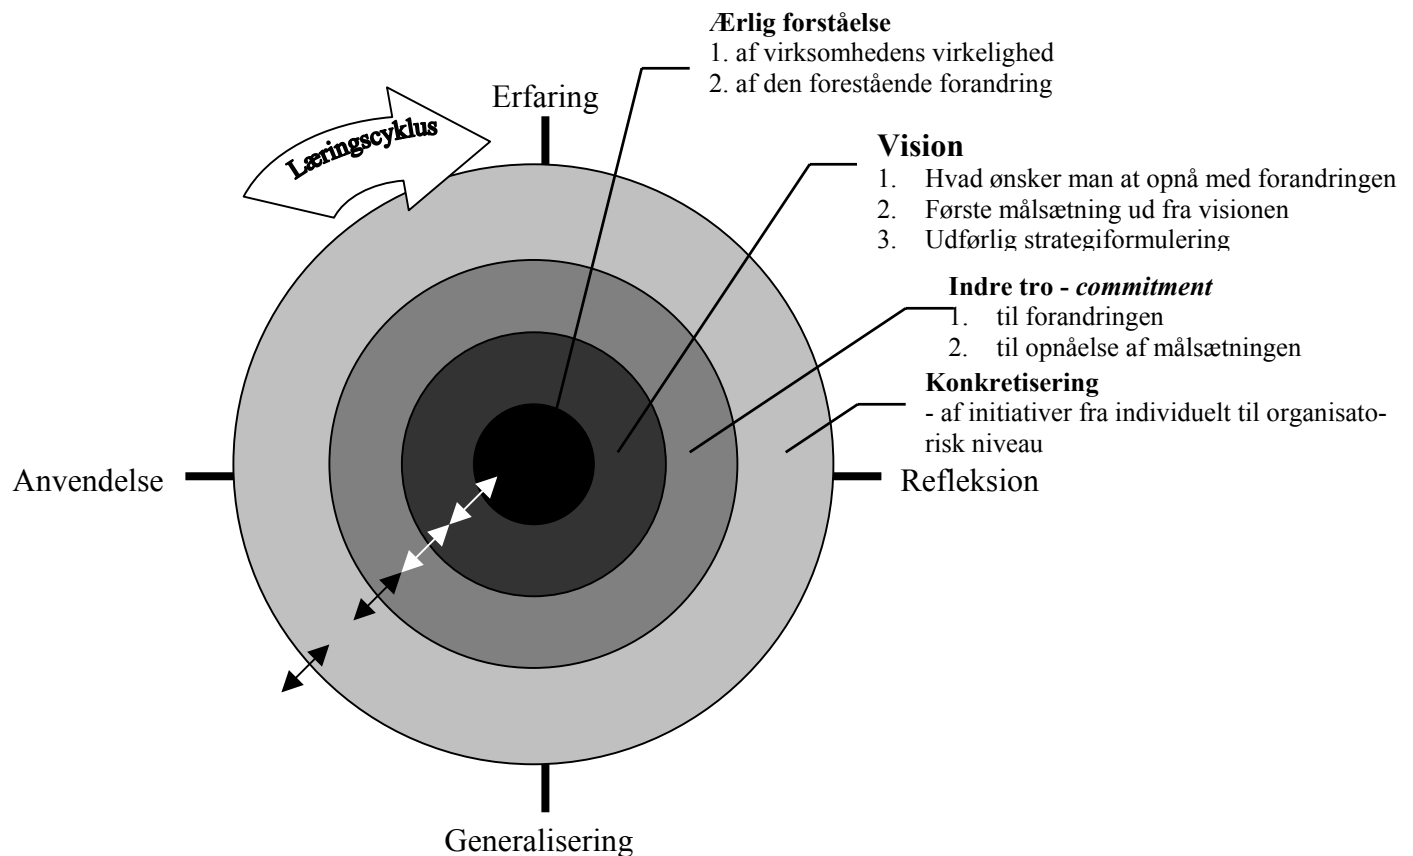 Ærlig forståelse
1. af virksomhedens virkelighed
2. af den forestående forandring
Erfaring
Læringscyklus
Vision
1. Hvad ønsker man at opnå med forandringen
2. Første målsætning ud fra visionen
3. Udførlig strategiformulering
Indre tro - commitment
1. til forandringen
2. til opnåelse af målsætningen
Konkretisering
- af initiativer fra individuelt til organisato-
risk niveau
Anvendelse
Refleksion
Generalisering